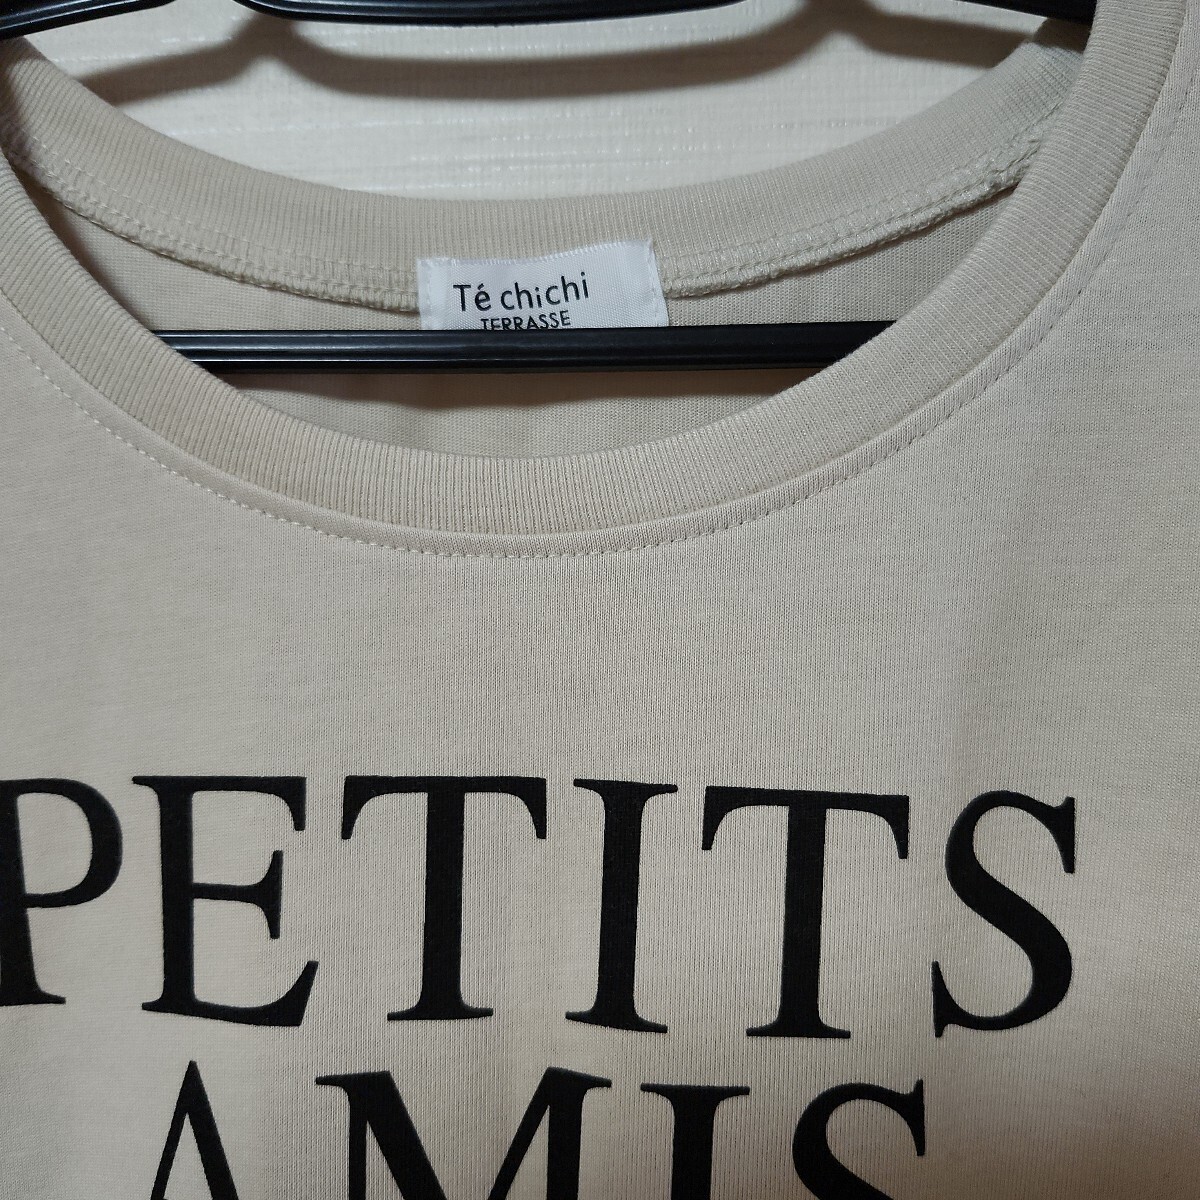 Té chichi
TERRASSE
PETITS
AMIS